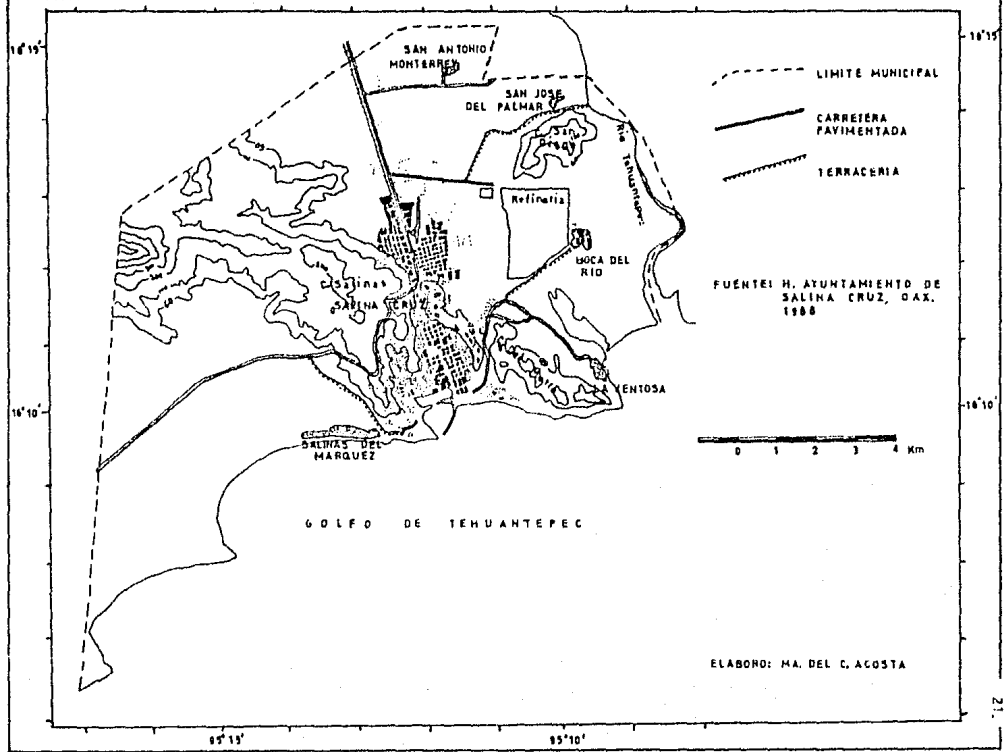 16°15'
16°15'
SAN ANTONIO
MONTERREY
LIMITE MUNICIPAL
SAN JOSE
DEL PALMAR
CARRETERA
PAVIMENTADA
TERRACERIA
Rio Tehuantepec
Refineria
BOCA DEL
RIO
C. Salinas
SALINA CRUZ
FUENTE: H. AYUNTAMIENTO DE
SALINA CRUZ, OAX.
1988
LA VENTOSA
16°10'
16°10'
SALINAS DEL
MARQUEZ
0 1 2 3 4 Km
GOLFO DE TEHUANTEPEC
ELABORO: MA. DEL C. ACOSTA
21.
95°15'
95°10'